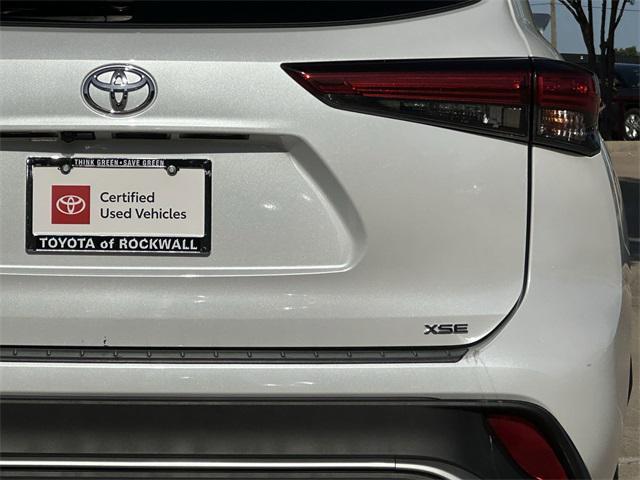 THINK GREEN•SAVE GREEN
Certified
Used Vehicles
TOYOTA of ROCKWALL
XSE